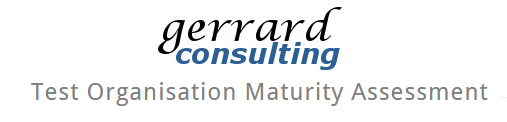 gerrard
consulting
Test Organisation Maturity Assessment